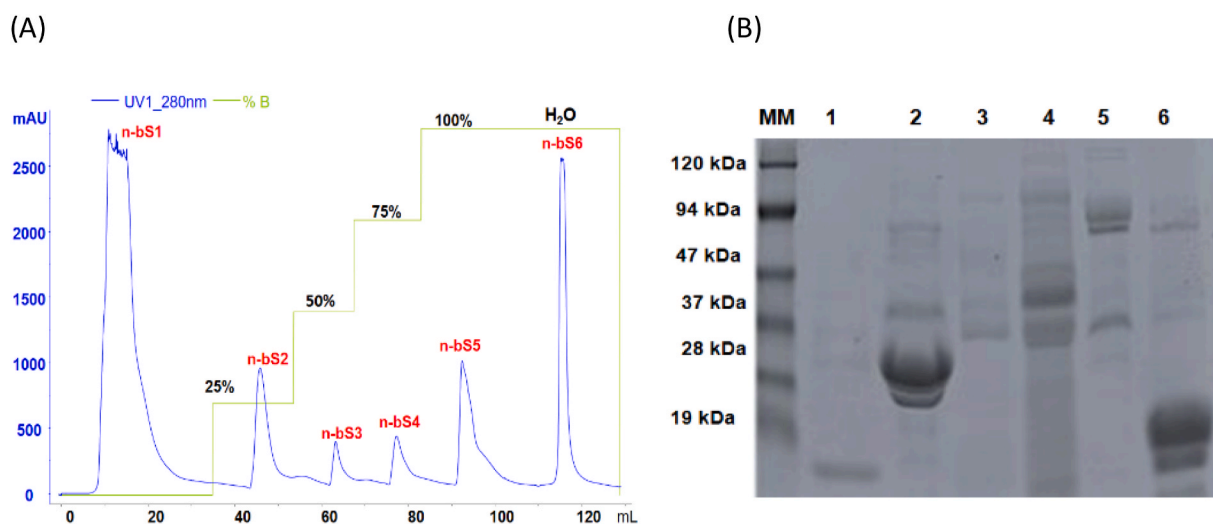 (A)
(B)
UV1_280nm
% B
mAU
n-bS1
H₂O
100%
n-bS6
2500
75%
2000
50%
1500
n-bS5
n-bS2
1000
25%
n-bS3
n-bS4
500
0
0 20 40 60 80 100 120 mL
MM 1 2 3 4 5 6
120 kDa
94 kDa
47 kDa
37 kDa
28 kDa
19 kDa